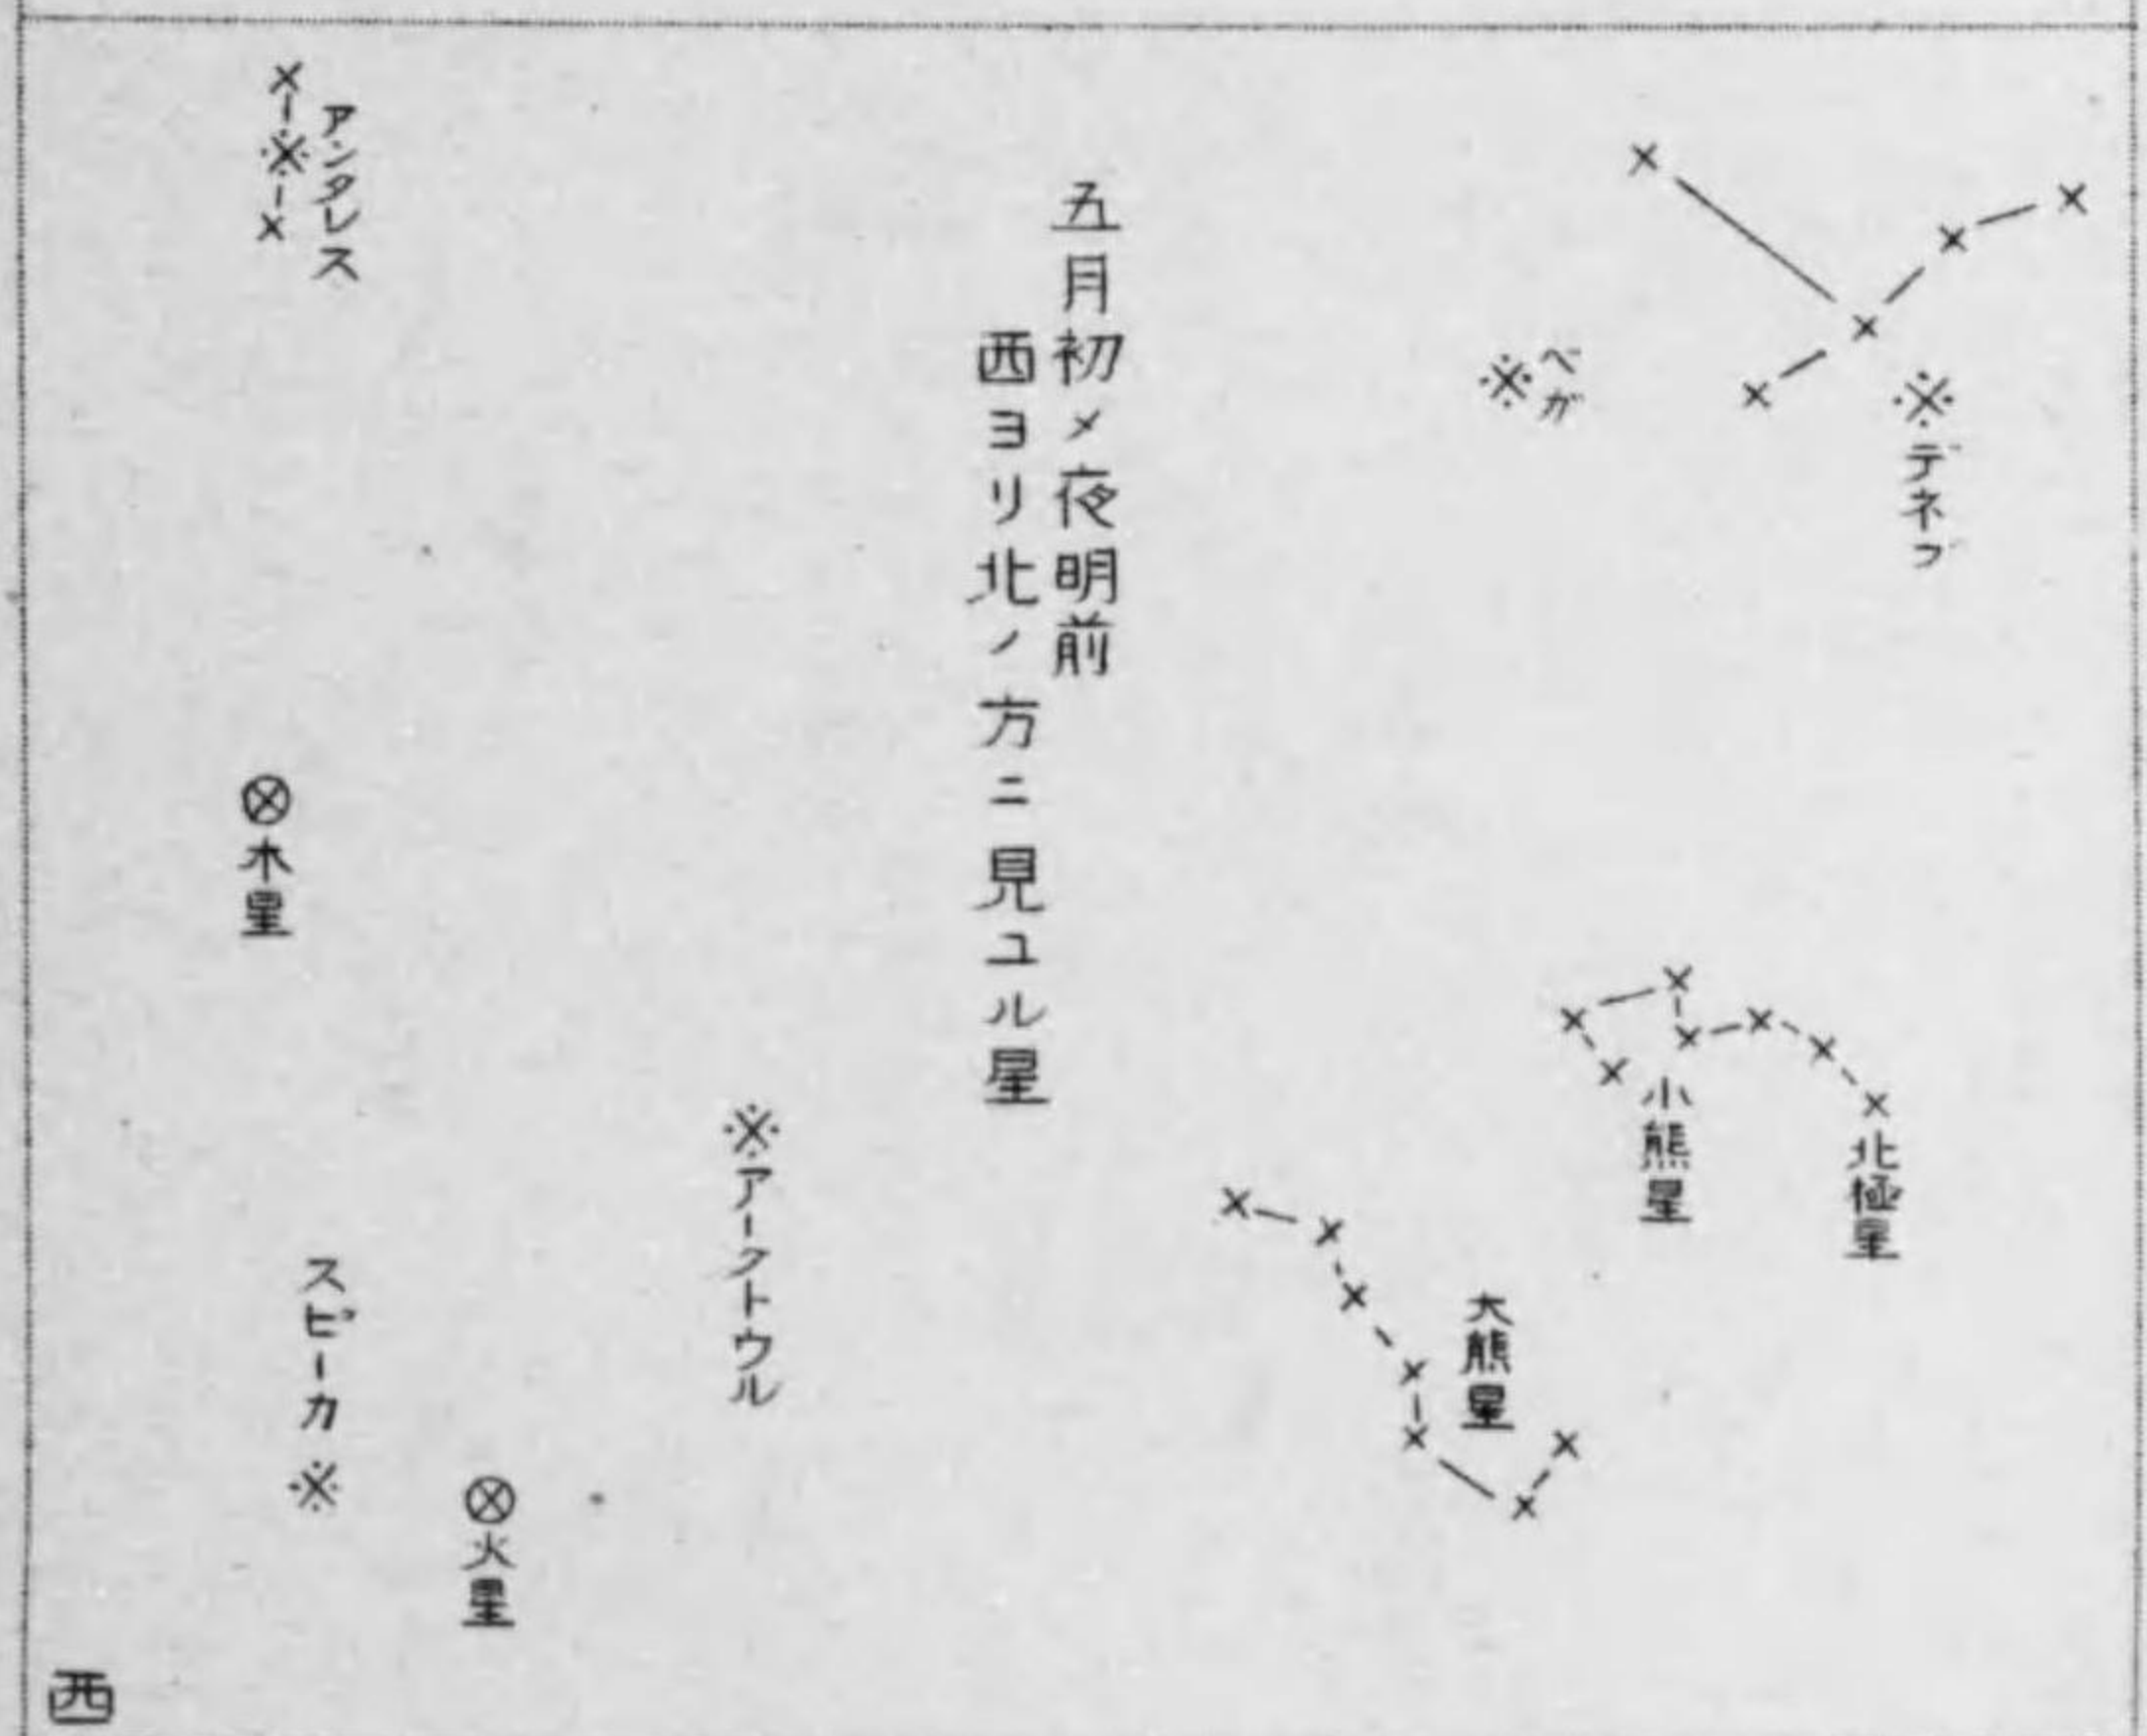 五月初メ夜明前
西ヨリ北ノ方ニ見ユル星
デネブ
ベガ
北極星
小熊星
大熊星
アークトウル
火星
アンタレス
スピーカ
木星
西